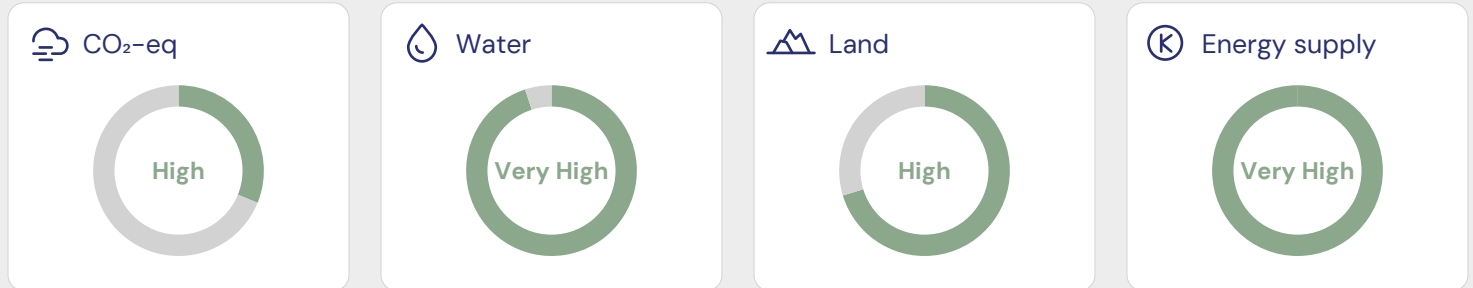 CO₂-eq
High
Water
Very High
Land
High
Energy supply
Very High